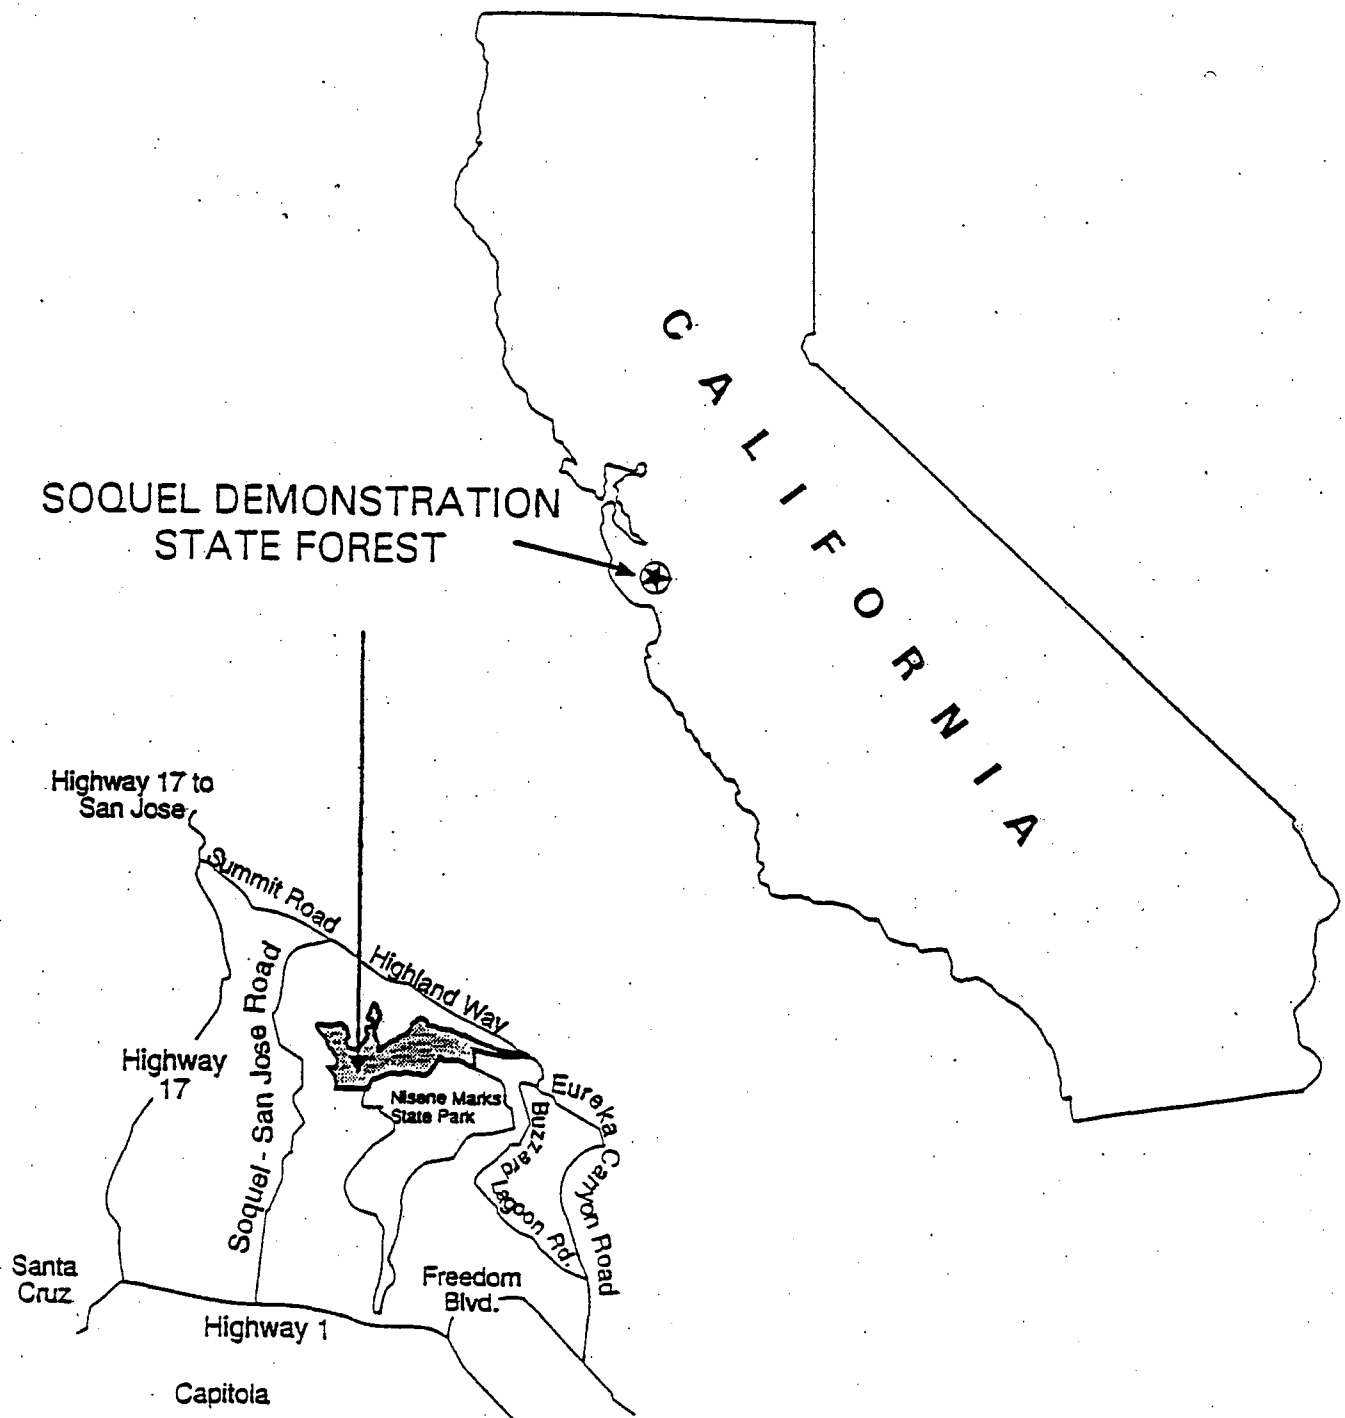 CALIFORNIA
SOQUEL DEMONSTRATION
STATE FOREST
Highway 17 to
San Jose
Summit Road
Highland Way
Soquel - San Jose Road
Highway
17
Nisene Marks
State Park
Eureka Canyon Road
Buzzard Lagoon Rd.
Santa
Cruz
Freedom
Blvd.
Highway 1
Capitola